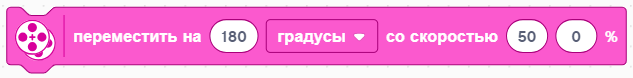 переместить на 180 градусы со скоростью 50 0 %